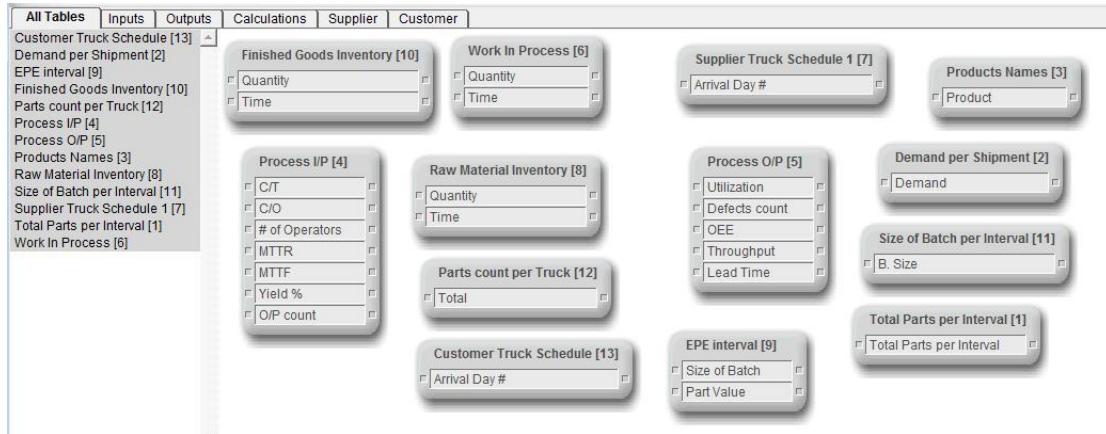 All Tables Inputs Outputs Calculations Supplier Customer
Customer Truck Schedule [13]
Demand per Shipment [2]
EPE interval [9]
Finished Goods Inventory [10]
Parts count per Truck [12]
Process I/P [4]
Process O/P [5]
Products Names [3]
Raw Material Inventory [8]
Size of Batch per Interval [11]
Supplier Truck Schedule 1 [7]
Total Parts per Interval [1]
Work In Process [6]
Finished Goods Inventory [10]
Quantity
Time
Work In Process [6]
Quantity
Time
Supplier Truck Schedule 1 [7]
Arrival Day #
Products Names [3]
Product
Process I/P [4]
C/T
C/O
# of Operators
MTTR
MTTF
Yield %
O/P count
Raw Material Inventory [8]
Quantity
Time
Process O/P [5]
Utilization
Defects count
OEE
Throughput
Lead Time
Demand per Shipment [2]
Demand
Size of Batch per Interval [11]
B. Size
Parts count per Truck [12]
Total
Total Parts per Interval [1]
Total Parts per Interval
Customer Truck Schedule [13]
Arrival Day #
EPE interval [9]
Size of Batch
Part Value